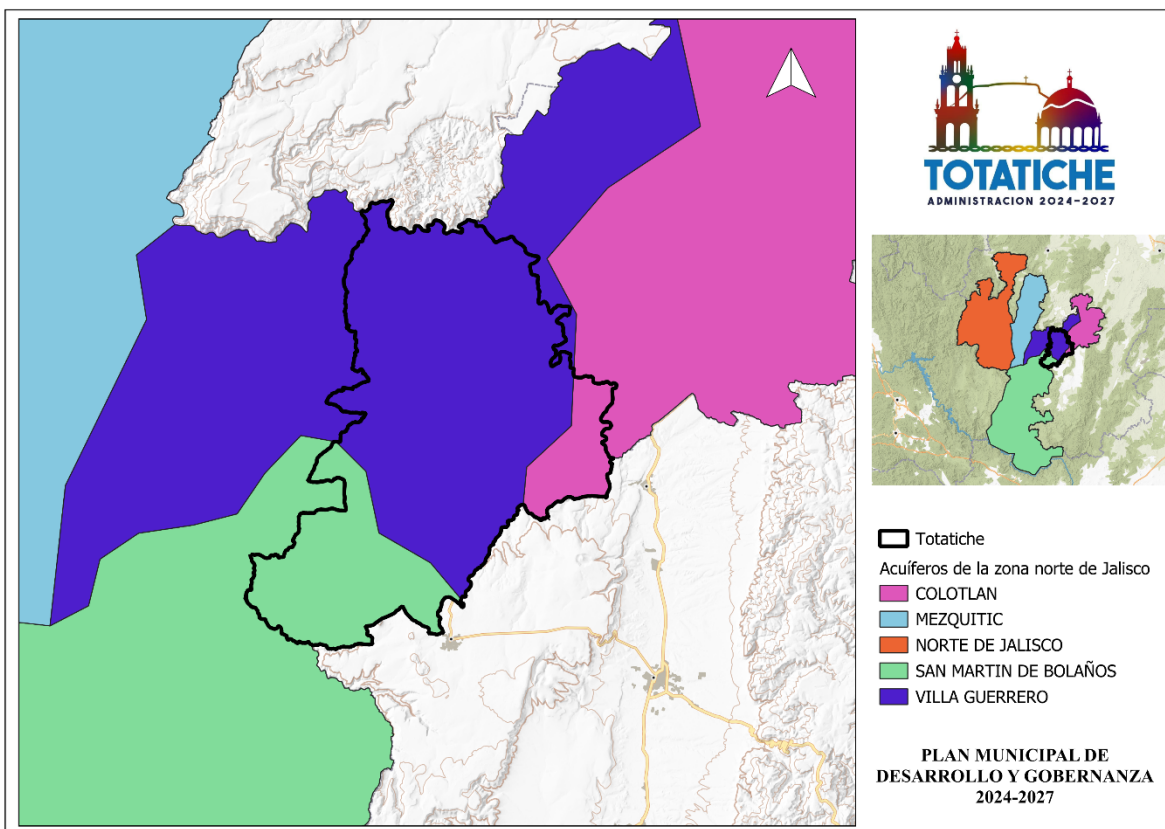 TOTATICHE
ADMINISTRACION 2024-2027
Totatiche
Acuíferos de la zona norte de Jalisco
COLOTLAN
MEZQUITIC
NORTE DE JALISCO
SAN MARTIN DE BOLAÑOS
VILLA GUERRERO
PLAN MUNICIPAL DE
DESARROLLO Y GOBERNANZA
2024-2027